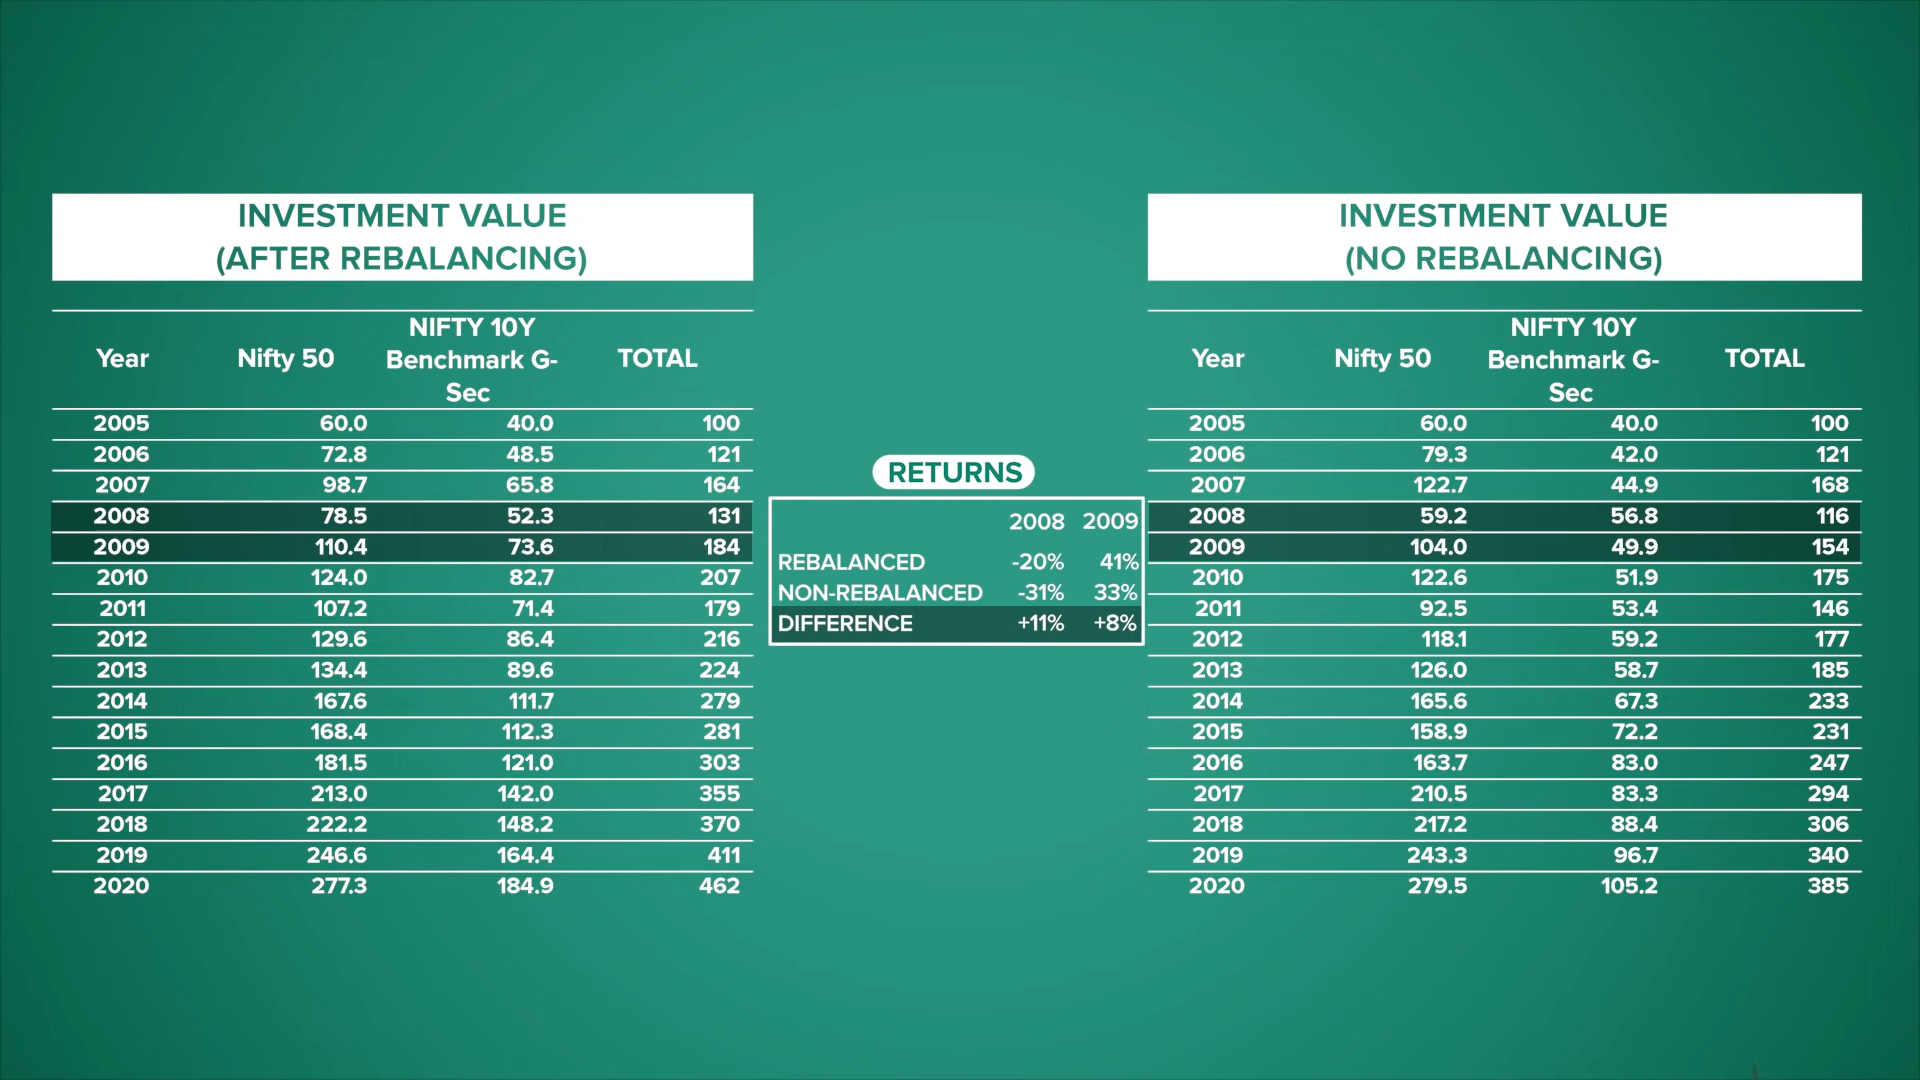 INVESTMENT VALUE
(AFTER REBALANCING)
Year Nifty 50 NIFTY 10Y Benchmark G-Sec TOTAL
2005 60.0 40.0 100
2006 72.8 48.5 121
2007 98.7 65.8 164
2008 78.5 52.3 131
2009 110.4 73.6 184
2010 124.0 82.7 207
2011 107.2 71.4 179
2012 129.6 86.4 216
2013 134.4 89.6 224
2014 167.6 111.7 279
2015 168.4 112.3 281
2016 181.5 121.0 303
2017 213.0 142.0 355
2018 222.2 148.2 370
2019 246.6 164.4 411
2020 277.3 184.9 462
RETURNS
2008 2009
REBALANCED -20% 41%
NON-REBALANCED -31% 33%
DIFFERENCE +11% +8%
INVESTMENT VALUE
(NO REBALANCING)
Year Nifty 50 NIFTY 10Y Benchmark G-Sec TOTAL
2005 60.0 40.0 100
2006 79.3 42.0 121
2007 122.7 44.9 168
2008 59.2 56.8 116
2009 104.0 49.9 154
2010 122.6 51.9 175
2011 92.5 53.4 146
2012 118.1 59.2 177
2013 126.0 58.7 185
2014 165.6 67.3 233
2015 158.9 72.2 231
2016 163.7 83.0 247
2017 210.5 83.3 294
2018 217.2 88.4 306
2019 243.3 96.7 340
2020 279.5 105.2 385